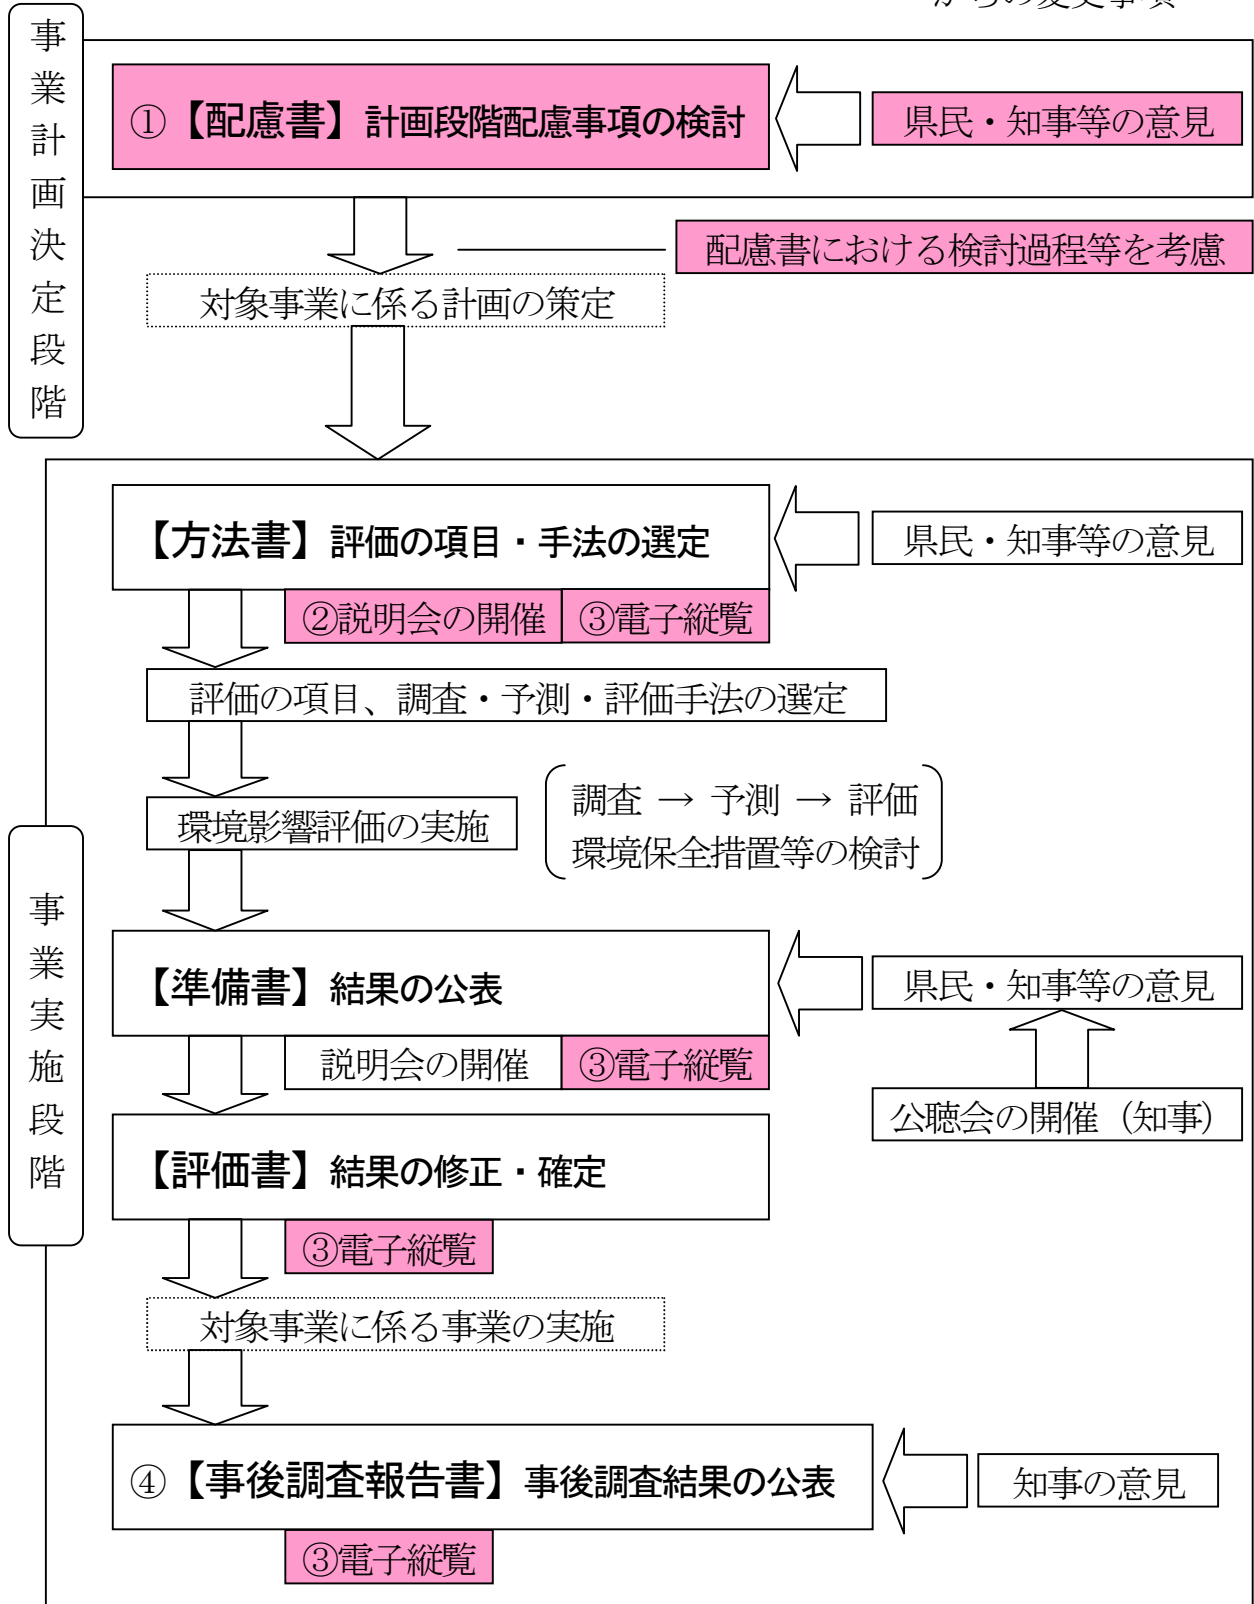 からの変更事項
事業計画決定段階
①【配慮書】計画段階配慮事項の検討
県民・知事等の意見
配慮書における検討過程等を考慮
対象事業に係る計画の策定
【方法書】評価の項目・手法の選定
県民・知事等の意見
②説明会の開催
③電子縦覧
評価の項目、調査・予測・評価手法の選定
環境影響評価の実施
調査 → 予測 → 評価
環境保全措置等の検討
事業実施段階
【準備書】結果の公表
県民・知事等の意見
説明会の開催
③電子縦覧
公聴会の開催（知事）
【評価書】結果の修正・確定
③電子縦覧
対象事業に係る事業の実施
④【事後調査報告書】事後調査結果の公表
知事の意見
③電子縦覧